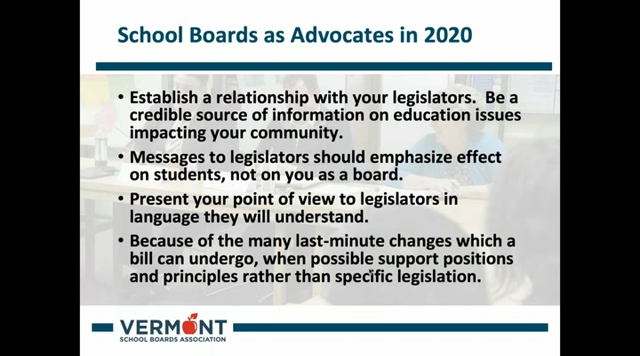 School Boards as Advocates in 2020
• Establish a relationship with your legislators.  Be a
credible source of information on education issues
impacting your community.
• Messages to legislators should emphasize effect
on students, not on you as a board.
• Present your point of view to legislators in
language they will understand.
• Because of the many last-minute changes which a
bill can undergo, when possible support positions
and principles rather than specific legislation.
VERMONT
SCHOOL BOARDS ASSOCIATION